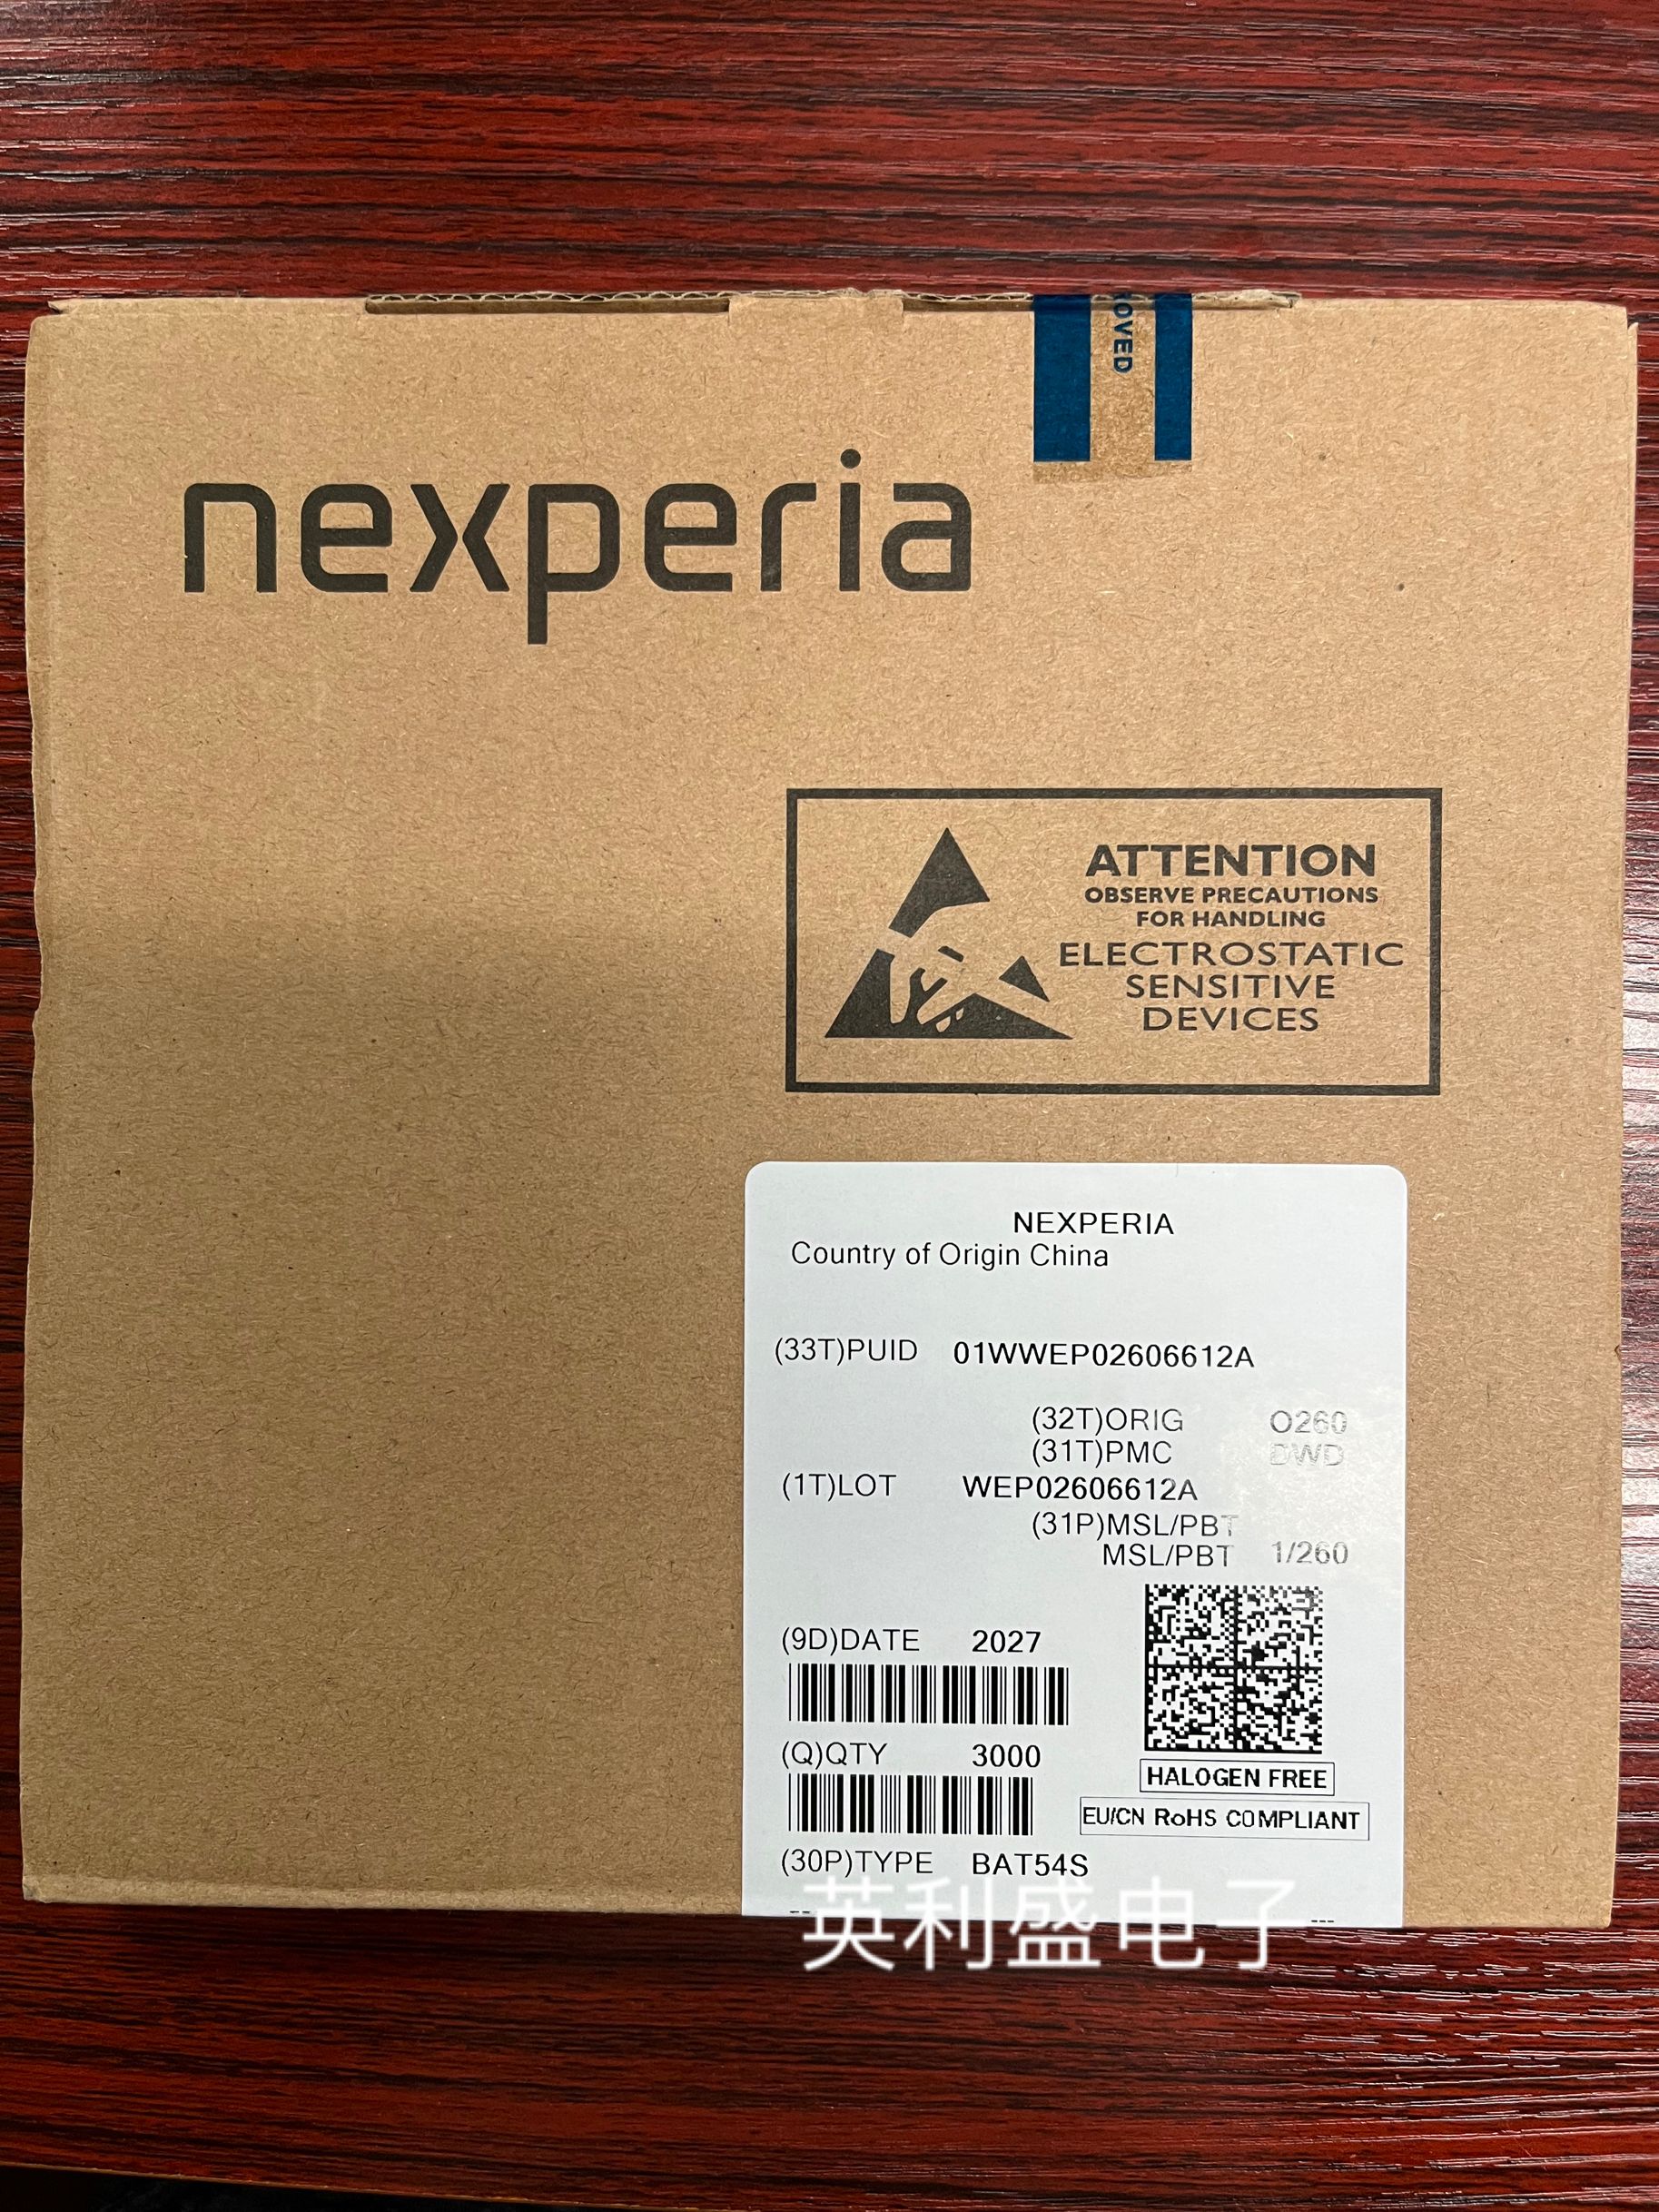 OVED
nexperia
ATTENTION
OBSERVE PRECAUTIONS
FOR HANDLING
ELECTROSTATIC
SENSITIVE
DEVICES
NEXPERIA
Country of Origin China
(33T)PUID 01WWEP02606612A
(32T)ORIG O260
(31T)PMC DWD
(1T)LOT WEP02606612A
(31P)MSL/PBT
MSL/PBT 1/260
(9D)DATE 2027
(Q)QTY 3000
HALOGEN FREE
EU/CN RoHS COMPLIANT
(30P)TYPE BAT54S
英利盛电子